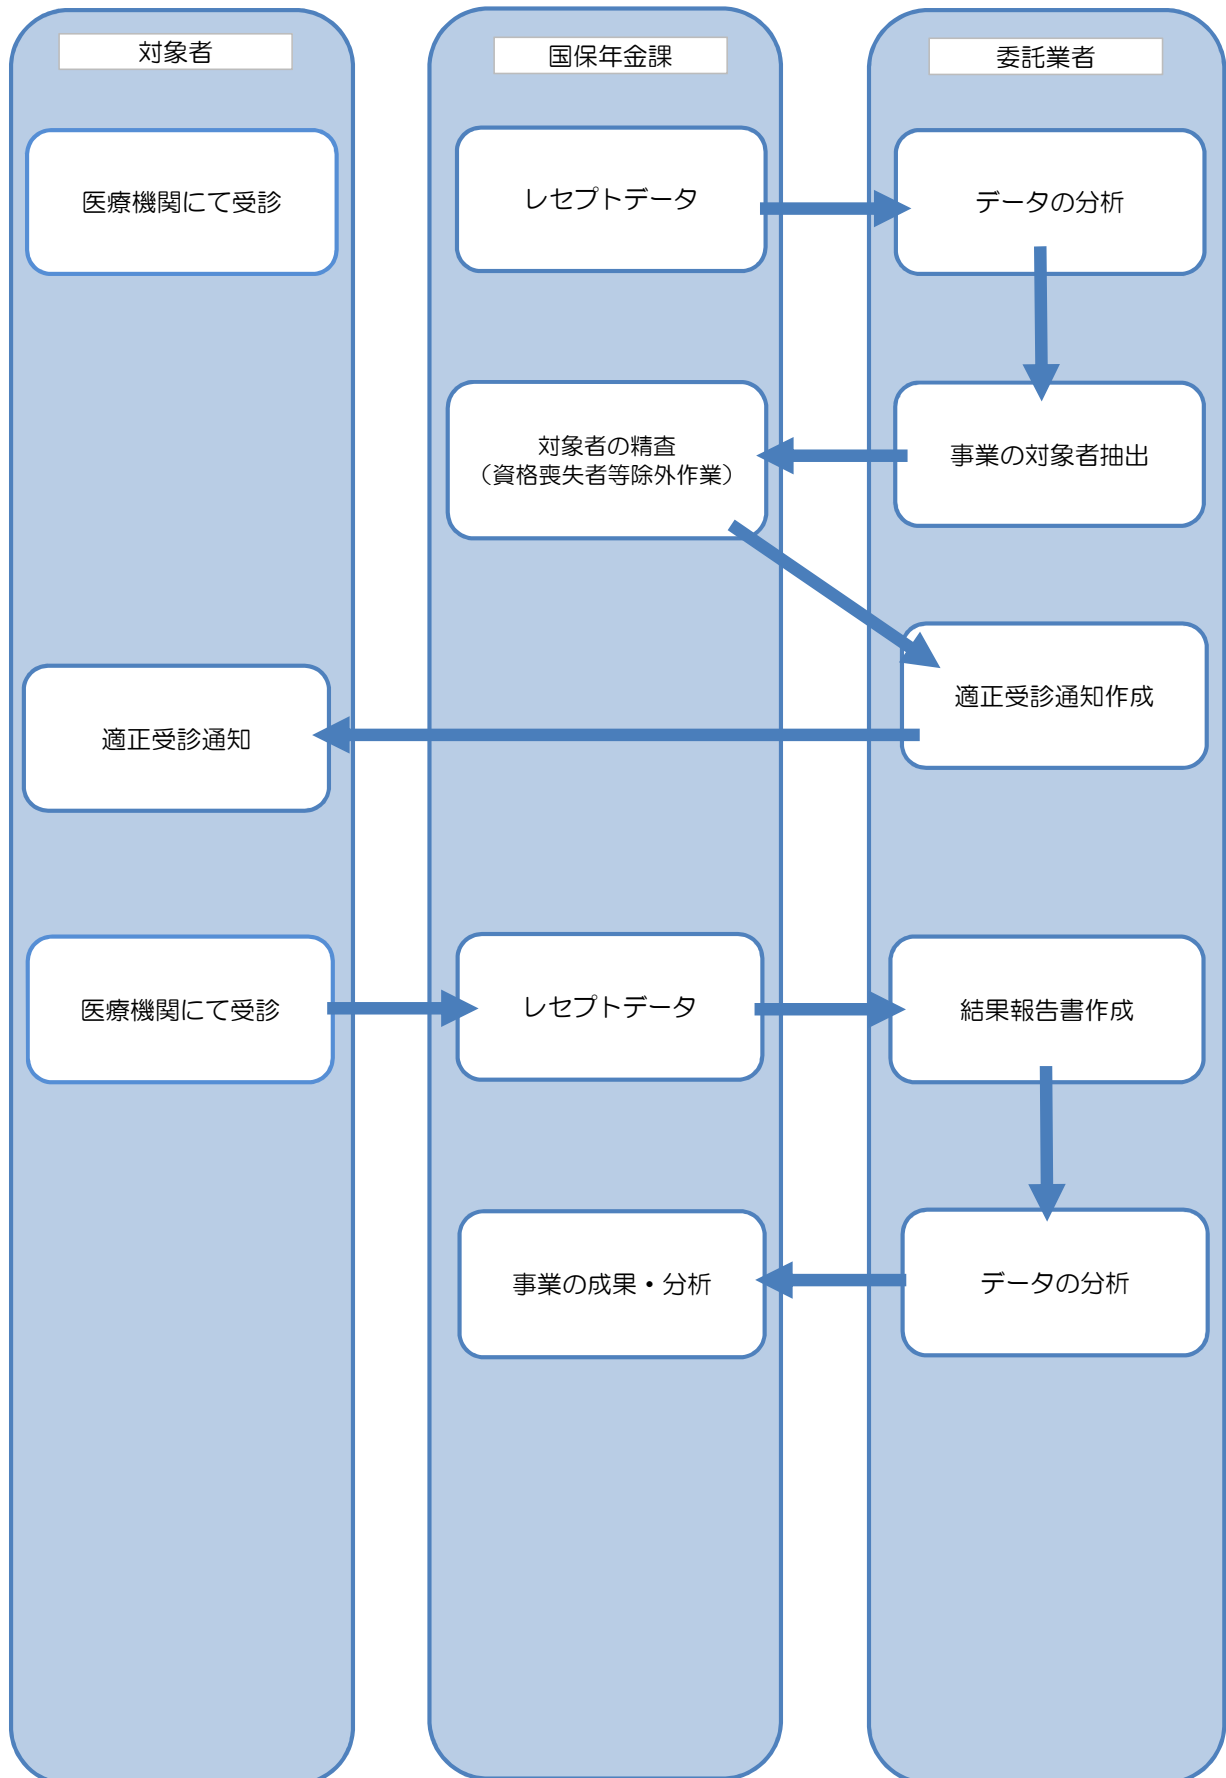 対象者
国保年金課
委託業者
医療機関にて受診
レセプトデータ
データの分析
対象者の精査
（資格喪失者等除外作業）
事業の対象者抽出
適正受診通知作成
適正受診通知
医療機関にて受診
レセプトデータ
結果報告書作成
事業の成果・分析
データの分析